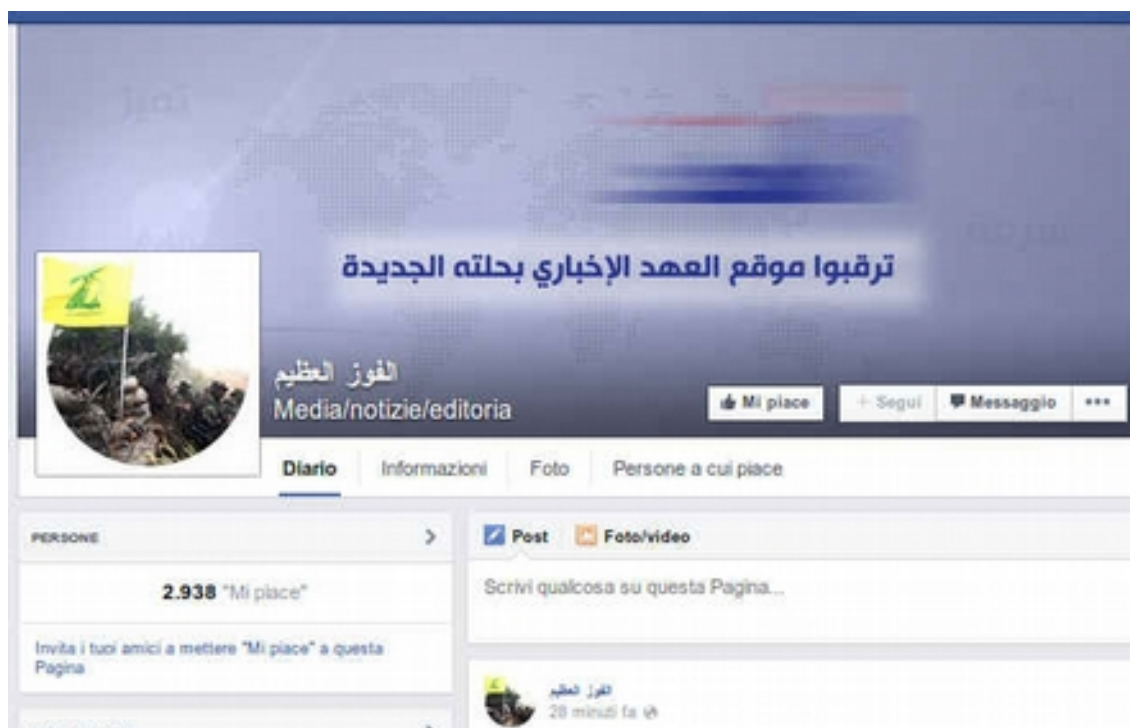 تميز
سرعة
ترقبوا موقع العهد الإخباري بحلته الجديدة
الفوز العظيم
Media/notizie/editoria
Mi piace
+ Segui
Messaggio
Diario
Informazioni
Foto
Persone a cui piace
PERSONE
2.938 "Mi piace"
Invita i tuoi amici a mettere "Mi piace" a questa
Pagina
Post
Foto/video
Scrivi qualcosa su questa Pagina...
الفوز العظيم
28 minuti fa